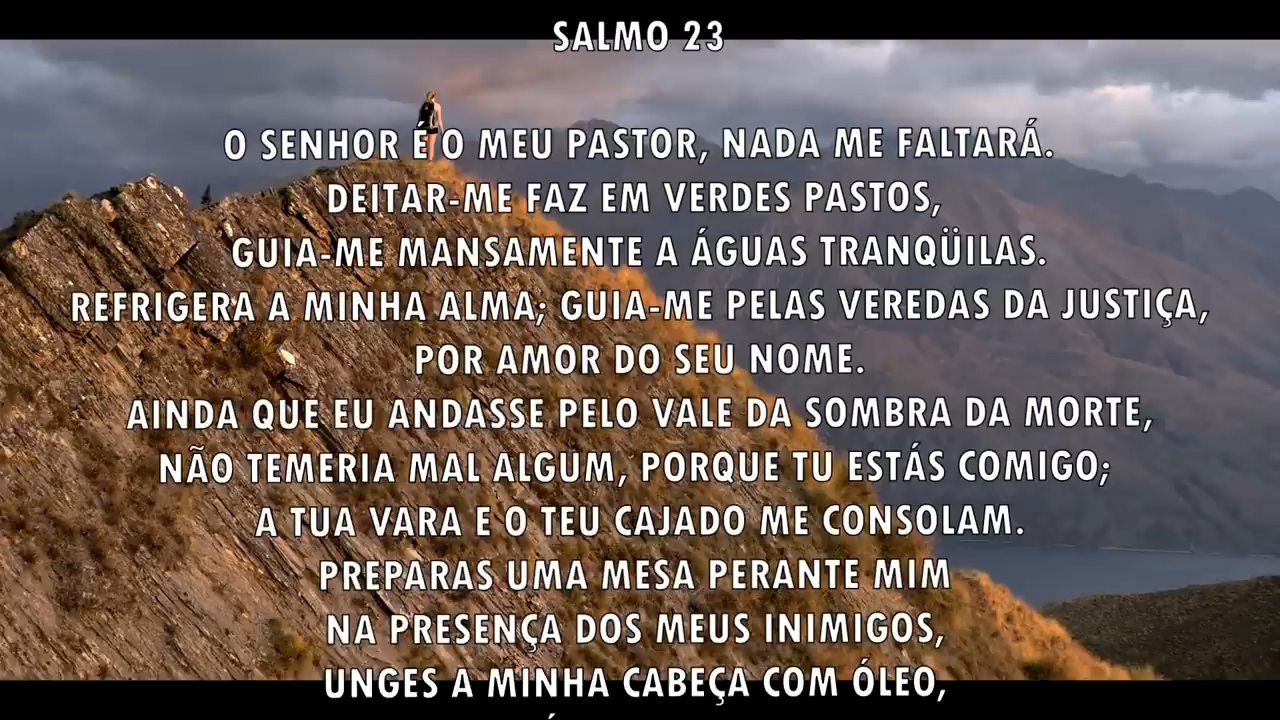 SALMO 23
O SENHOR É O MEU PASTOR, NADA ME FALTARÁ.
DEITAR-ME FAZ EM VERDES PASTOS,
GUIA-ME MANSAMENTE A ÁGUAS TRANQÜILAS.
REFRIGERA A MINHA ALMA; GUIA-ME PELAS VEREDAS DA JUSTIÇA,
POR AMOR DO SEU NOME.
AINDA QUE EU ANDASSE PELO VALE DA SOMBRA DA MORTE,
NÃO TEMERIA MAL ALGUM, PORQUE TU ESTÁS COMIGO;
A TUA VARA E O TEU CAJADO ME CONSOLAM.
PREPARAS UMA MESA PERANTE MIM
NA PRESENÇA DOS MEUS INIMIGOS,
UNGES A MINHA CABEÇA COM ÓLEO,